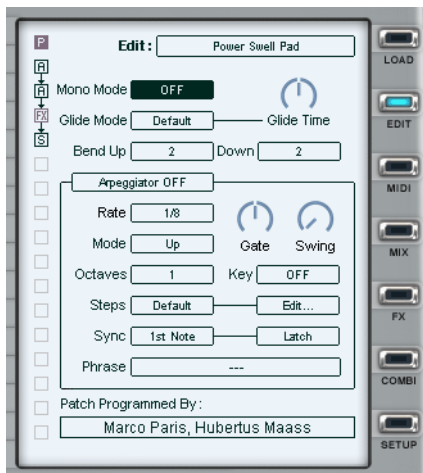 P
Edit: Power Swell Pad
LOAD
A
A
Mono Mode OFF
FX
Glide Mode Default Glide Time
EDIT
S
Bend Up 2 Down 2
Arpeggiator OFF
MIDI
Rate 1/8
Mode Up Gate Swing
MIX
Octaves 1 Key OFF
Steps Default Edit...
FX
Sync 1st Note Latch
Phrase ---
COMBI
Patch Programmed By:
Marco Paris, Hubertus Maass
SETUP